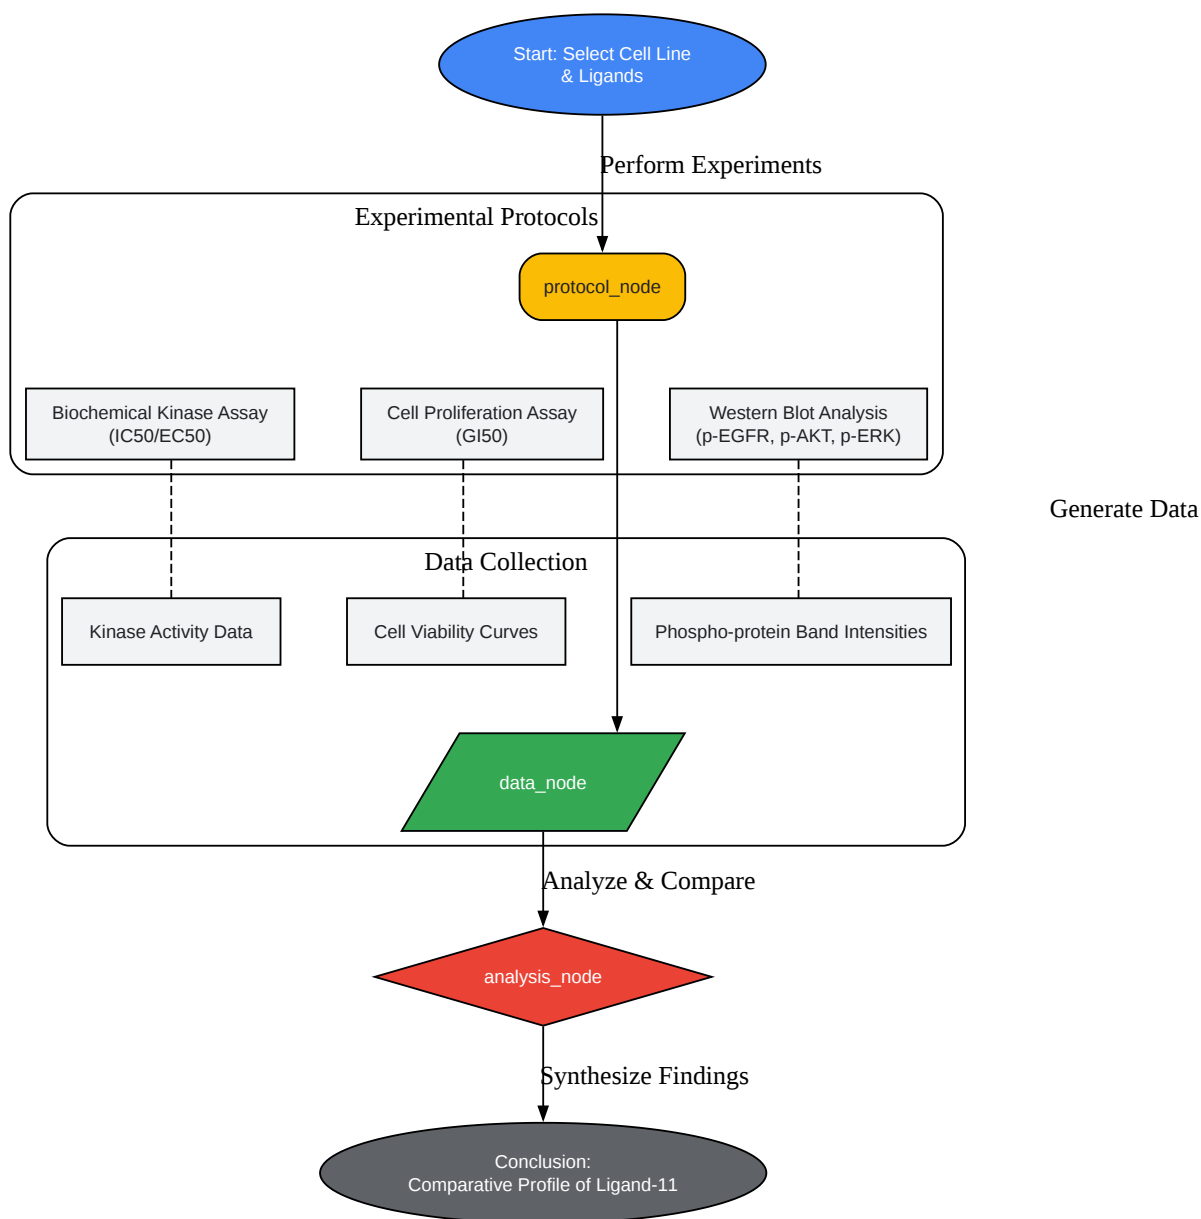 Start: Select Cell Line
& Ligands
Perform Experiments
Experimental Protocols
protocol_node
Biochemical Kinase Assay
(IC50/EC50)
Cell Proliferation Assay
(GI50)
Western Blot Analysis
(p-EGFR, p-AKT, p-ERK)
Generate Data
Data Collection
Kinase Activity Data
Cell Viability Curves
Phospho-protein Band Intensities
data_node
Analyze & Compare
analysis_node
Synthesize Findings
Conclusion:
Comparative Profile of Ligand-11